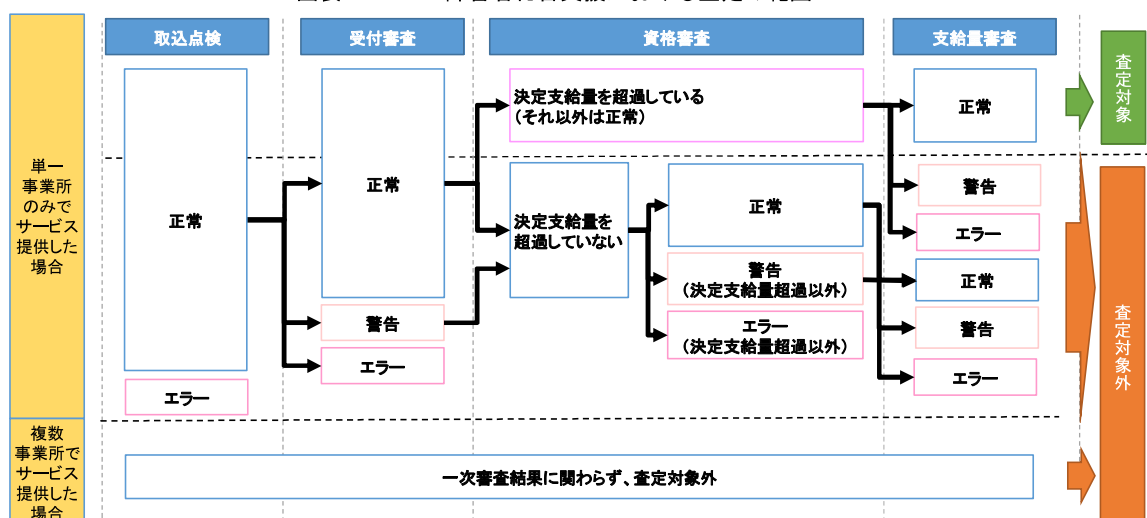 取込点検
受付審査
資格審査
支給量審査
単一
事業所
のみで
サービス
提供した
場合
正常
エラー
正常
警告
エラー
決定支給量を超過している
（それ以外は正常）
決定支給量を
超過していない
正常
警告
（決定支給量超過以外）
エラー
（決定支給量超過以外）
正常
警告
エラー
正常
警告
エラー
査定対象
査定対象外
複数
事業所で
サービス
提供した
場合
一次審査結果に関わらず、査定対象外